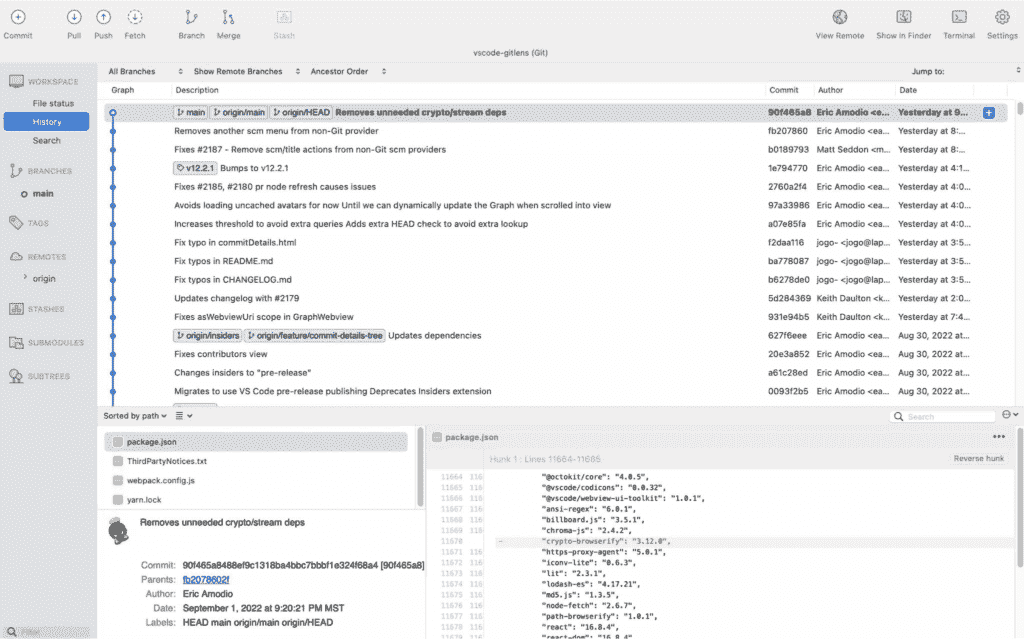 Commit Pull Push Fetch Branch Merge Stash View Remote Show in Finder Terminal Settings
vscode-gitlens (Git)
WORKSPACE
File status
History
Search
BRANCHES
main
TAGS
REMOTES
origin
STASHES
SUBMODULES
SUBTREES
Filter
All Branches Show Remote Branches Ancestor Order Jump to:
Graph Description Commit Author Date
main origin/main origin/HEAD Removes unneeded crypto/stream deps 90f465a8 Eric Amodio <ea... Yesterday at 9...
Removes another scm menu from non-Git provider fb207860 Eric Amodio <ea... Yesterday at 8:...
Fixes #2187 - Remove scm/title actions from non-Git scm providers b0189793 Matt Seddon <m... Yesterday at 8:...
v12.2.1 Bumps to v12.2.1 1e794770 Eric Amodio <ea... Yesterday at 4:1...
Fixes #2185, #2180 pr node refresh causes issues 2760a2f4 Eric Amodio <ea... Yesterday at 4:0...
Avoids loading uncached avatars for now Until we can dynamically update the Graph when scrolled into view 97a33986 Eric Amodio <ea... Yesterday at 4:0...
Increases threshold to avoid extra queries Adds extra HEAD check to avoid extra lookup a07e85fa Eric Amodio <ea... Yesterday at 4:0...
Fix typo in commitDetails.html f2daa116 jogo- <jogo@lap... Yesterday at 3:5...
Fix typos in README.md ba778087 jogo- <jogo@lap... Yesterday at 3:5...
Fix typos in CHANGELOG.md b6278de0 jogo- <jogo@lap... Yesterday at 3:5...
Updates changelog with #2179 5d284369 Keith Daulton <k... Yesterday at 2:0...
Fixes asWebviewUri scope in GraphWebview 931e94b5 Keith Daulton <k... Yesterday at 7:4...
origin/insiders origin/feature/commit-details-tree Updates dependencies 627f6eee Eric Amodio <ea... Aug 30, 2022 at...
Fixes contributors view 20e3a852 Eric Amodio <ea... Aug 30, 2022 at...
Changes insiders to "pre-release" a61c28ed Eric Amodio <ea... Aug 30, 2022 at...
Migrates to use VS Code pre-release publishing Deprecates Insiders extension 0093f2b5 Eric Amodio <ea... Aug 30, 2022 at...
Sorted by path Search
package.json
ThirdPartyNotices.txt
webpack.config.js
yarn.lock
Removes unneeded crypto/stream deps
Commit: 90f465a8488ef9c1318ba4bbc7bbbf1e324f68a4 [90f465a8]
Parents: fb2078602f
Author: Eric Amodio
Date: September 1, 2022 at 9:20:21 PM MST
Labels: HEAD main origin/main origin/HEAD
package.json
Hunk 1 : Lines 11664-11685 Reverse hunk
11664 116 "@octokit/core": "4.0.5",
11665 116 "@vscode/codicons": "0.0.32",
11666 116 "@vscode/webview-ui-toolkit": "1.0.1",
11667 116 "ansi-regex": "6.0.1",
11668 116 "billboard.js": "3.5.1",
11669 116 "chroma-js": "2.4.2",
11670 - "crypto-browserify": "3.12.0",
11671 116 "https-proxy-agent": "5.0.1",
11672 116 "iconv-lite": "0.6.3",
11673 116 "lit": "2.3.1",
11674 116 "lodash-es": "4.17.21",
11675 116 "md5.js": "1.3.5",
11676 116 "node-fetch": "2.6.7",
11677 116 "path-browserify": "1.0.1",
11678 116 "react": "16.8.4",
"react-dom": "16.8.4",